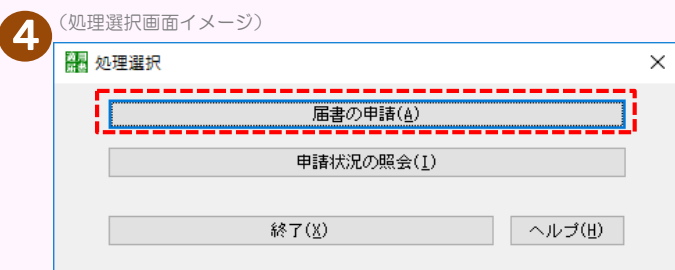 4
(処理選択画面イメージ)
処理選択
届書の申請(A)
申請状況の照会(I)
終了(X)
ヘルプ(H)